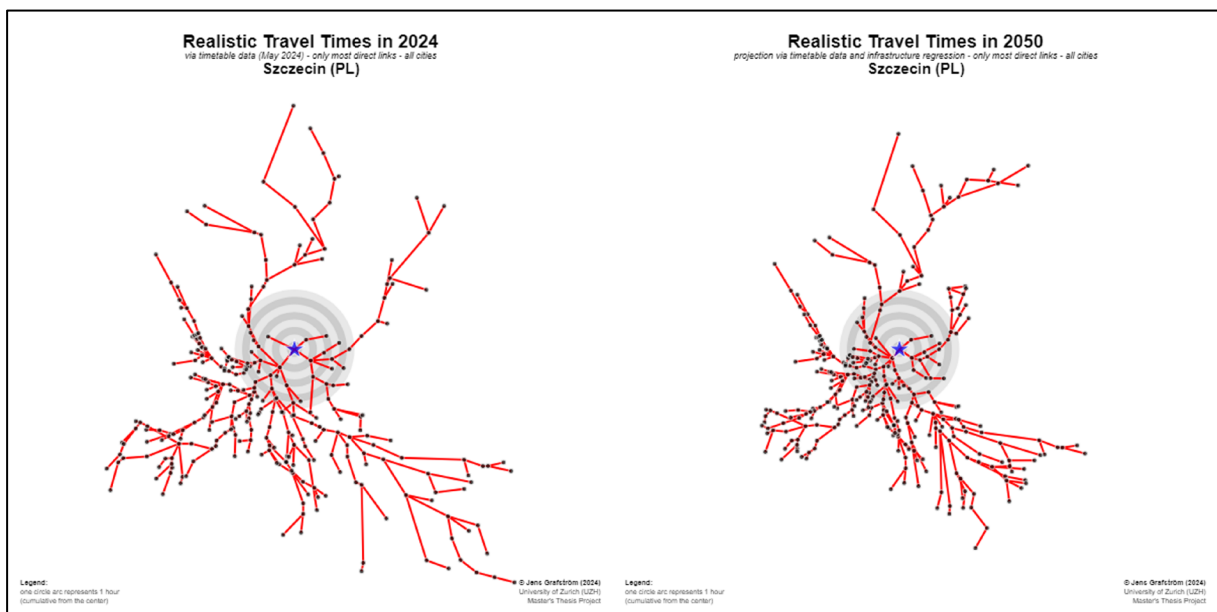 Realistic Travel Times in 2024
via timetable data (May 2024) - only most direct links - all cities
Szczecin (PL)
Legend:
one circle arc represents 1 hour
(cumulative from the center)
© Jens Grafström (2024)
University of Zurich (UZH)
Master's Thesis Project
Realistic Travel Times in 2050
projection via timetable data and infrastructure regression - only most direct links - all cities
Szczecin (PL)
Legend:
one circle arc represents 1 hour
(cumulative from the center)
© Jens Grafström (2024)
University of Zurich (UZH)
Master's Thesis Project